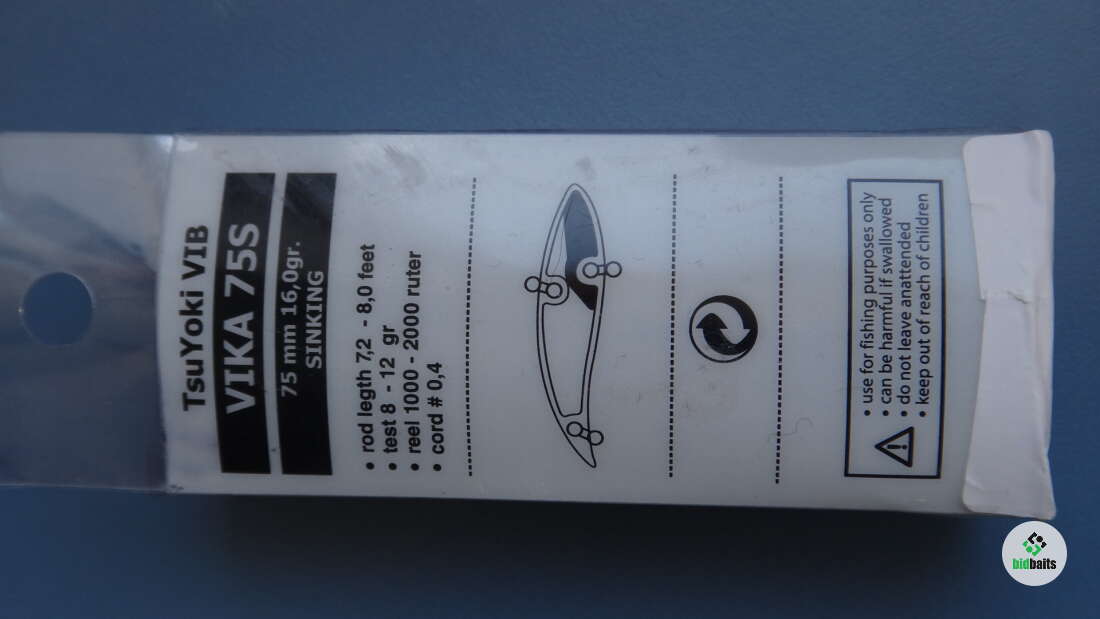 TsuYoki VIB
VIKA 75S
75 mm 16,0gr.
SINKING
• rod legth 7,2 - 8,0 feet
• test 8 - 12 gr
• reel 1000 - 2000 ruter
• cord # 0,4
• use for fishing purposes only
• can be harmful if swallowed
• do not leave anattended
• keep out of reach of children
bidbaits